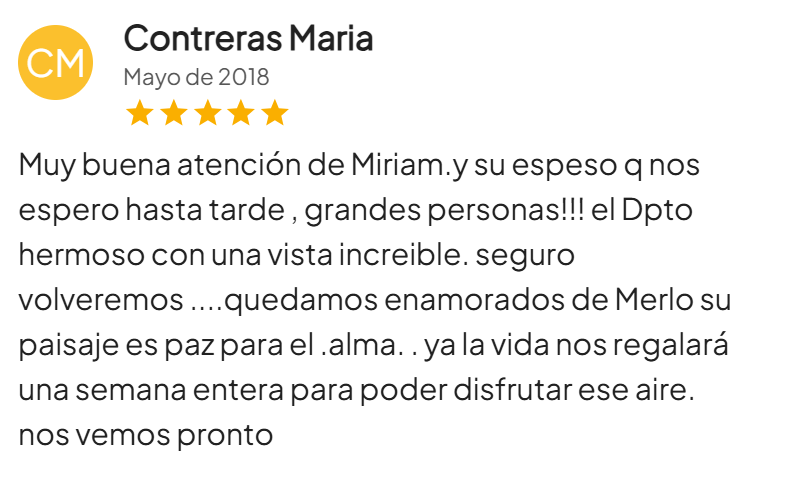 CM
Contreras Maria
Mayo de 2018
Muy buena atención de Miriam.y su espeso q nos
espero hasta tarde , grandes personas!!! el Dpto
hermoso con una vista increible. seguro
volveremos ....quedamos enamorados de Merlo su
paisaje es paz para el .alma. . ya la vida nos regalará
una semana entera para poder disfrutar ese aire.
nos vemos pronto